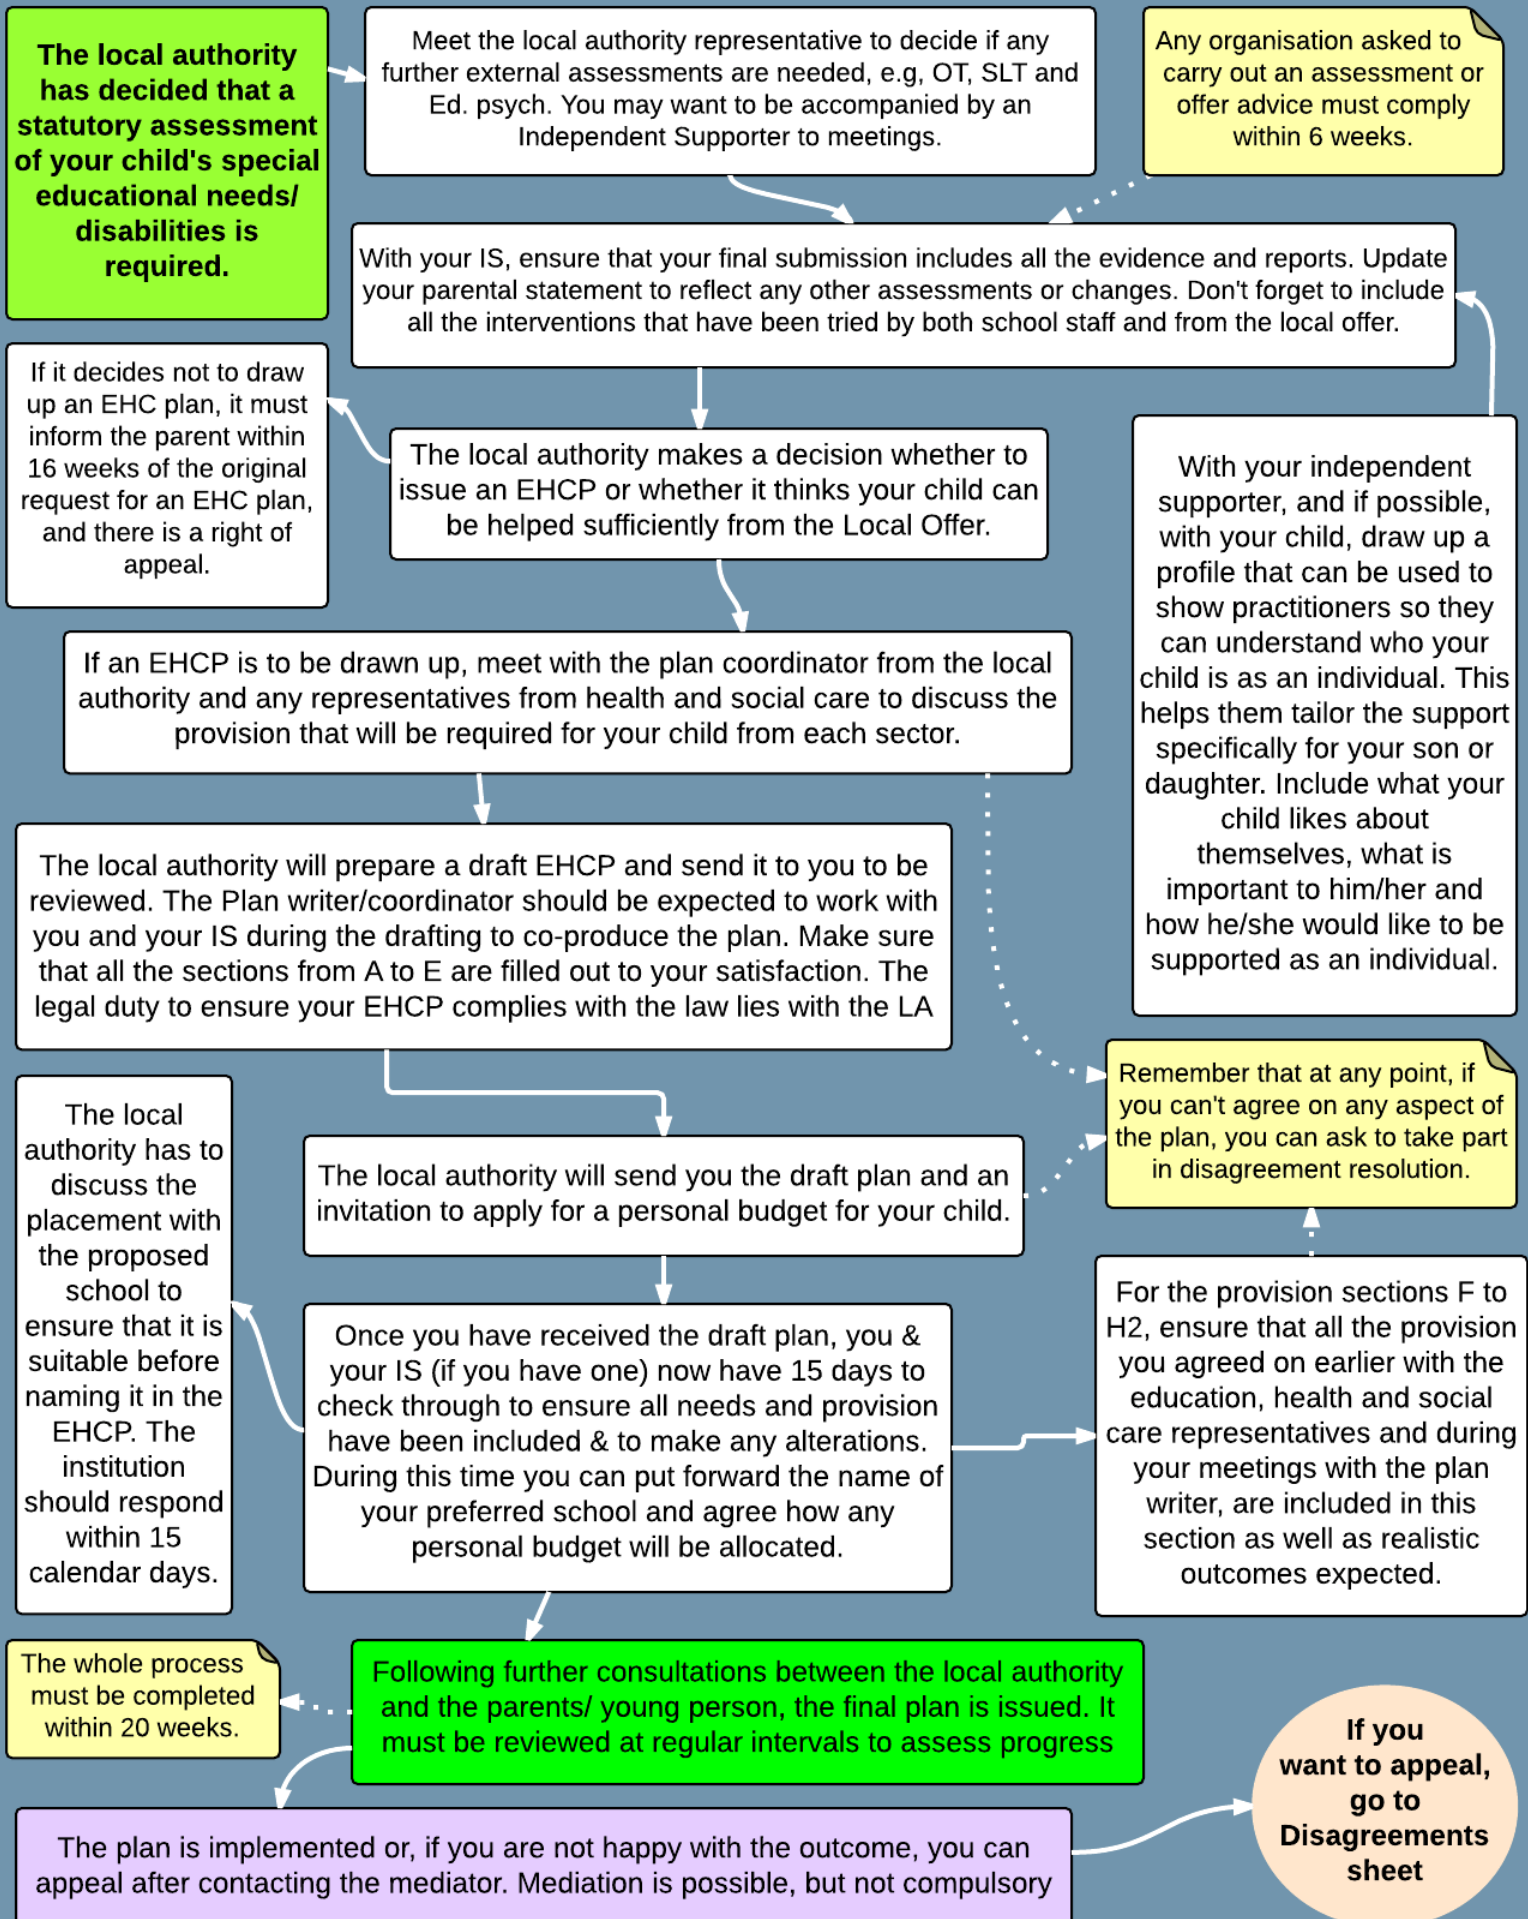 The local authority
has decided that a
statutory assessment
of your child's special
educational needs/
disabilities is
required.
Meet the local authority representative to decide if any
further external assessments are needed, e.g, OT, SLT and
Ed. psych. You may want to be accompanied by an
Independent Supporter to meetings.
Any organisation asked to
carry out an assessment or
offer advice must comply
within 6 weeks.
With your IS, ensure that your final submission includes all the evidence and reports. Update
your parental statement to reflect any other assessments or changes. Don't forget to include
all the interventions that have been tried by both school staff and from the local offer.
If it decides not to draw
up an EHC plan, it must
inform the parent within
16 weeks of the original
request for an EHC plan,
and there is a right of
appeal.
The local authority makes a decision whether to
issue an EHCP or whether it thinks your child can
be helped sufficiently from the Local Offer.
With your independent
supporter, and if possible,
with your child, draw up a
profile that can be used to
show practitioners so they
can understand who your
child is as an individual. This
helps them tailor the support
specifically for your son or
daughter. Include what your
child likes about
themselves, what is
important to him/her and
how he/she would like to be
supported as an individual.
If an EHCP is to be drawn up, meet with the plan coordinator from the local
authority and any representatives from health and social care to discuss the
provision that will be required for your child from each sector.
The local authority will prepare a draft EHCP and send it to you to be
reviewed. The Plan writer/coordinator should be expected to work with
you and your IS during the drafting to co-produce the plan. Make sure
that all the sections from A to E are filled out to your satisfaction. The
legal duty to ensure your EHCP complies with the law lies with the LA
Remember that at any point, if
you can't agree on any aspect of
the plan, you can ask to take part
in disagreement resolution.
The local
authority has to
discuss the
placement with
the proposed
school to
ensure that it is
suitable before
naming it in the
EHCP. The
institution
should respond
within 15
calendar days.
The local authority will send you the draft plan and an
invitation to apply for a personal budget for your child.
Once you have received the draft plan, you &
your IS (if you have one) now have 15 days to
check through to ensure all needs and provision
have been included & to make any alterations.
During this time you can put forward the name of
your preferred school and agree how any
personal budget will be allocated.
For the provision sections F to
H2, ensure that all the provision
you agreed on earlier with the
education, health and social
care representatives and during
your meetings with the plan
writer, are included in this
section as well as realistic
outcomes expected.
The whole process
must be completed
within 20 weeks.
Following further consultations between the local authority
and the parents/ young person, the final plan is issued. It
must be reviewed at regular intervals to assess progress
If you
want to appeal,
go to
Disagreements
sheet
The plan is implemented or, if you are not happy with the outcome, you can
appeal after contacting the mediator. Mediation is possible, but not compulsory